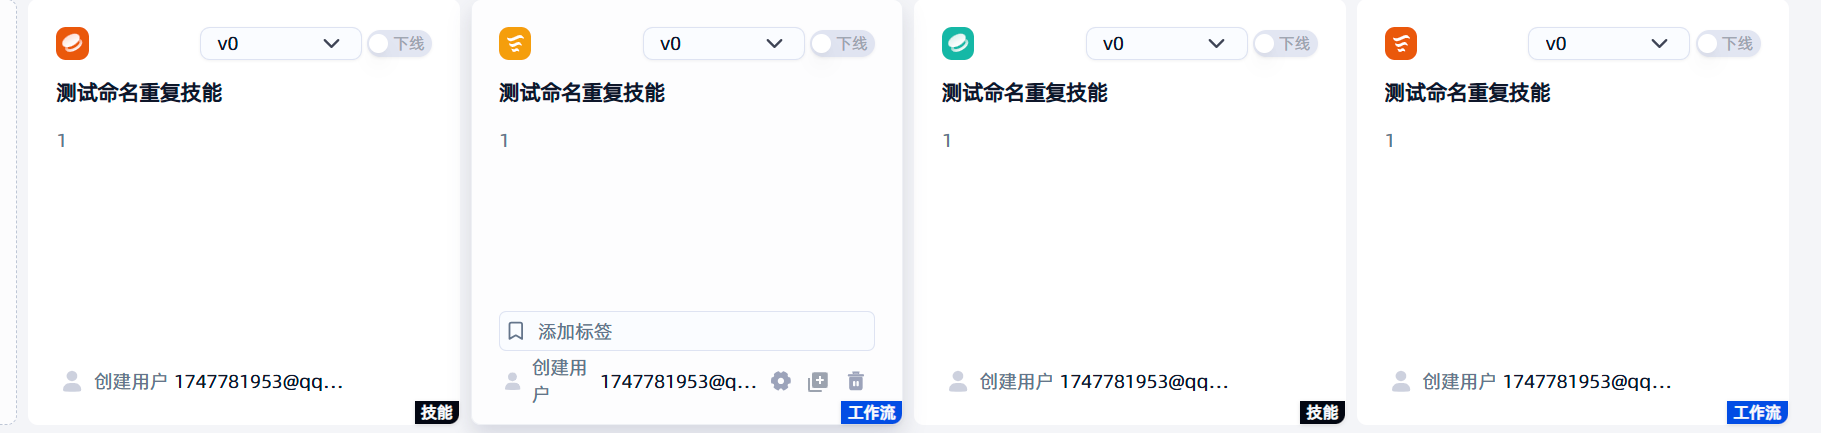 v0 下线
测试命名重复技能
1
创建用户 1747781953@qq...
技能
v0 下线
测试命名重复技能
1
添加标签
创建用
户 1747781953@q...
工作流
v0 下线
测试命名重复技能
1
创建用户 1747781953@qq...
技能
v0 下线
测试命名重复技能
1
创建用户 1747781953@qq...
工作流